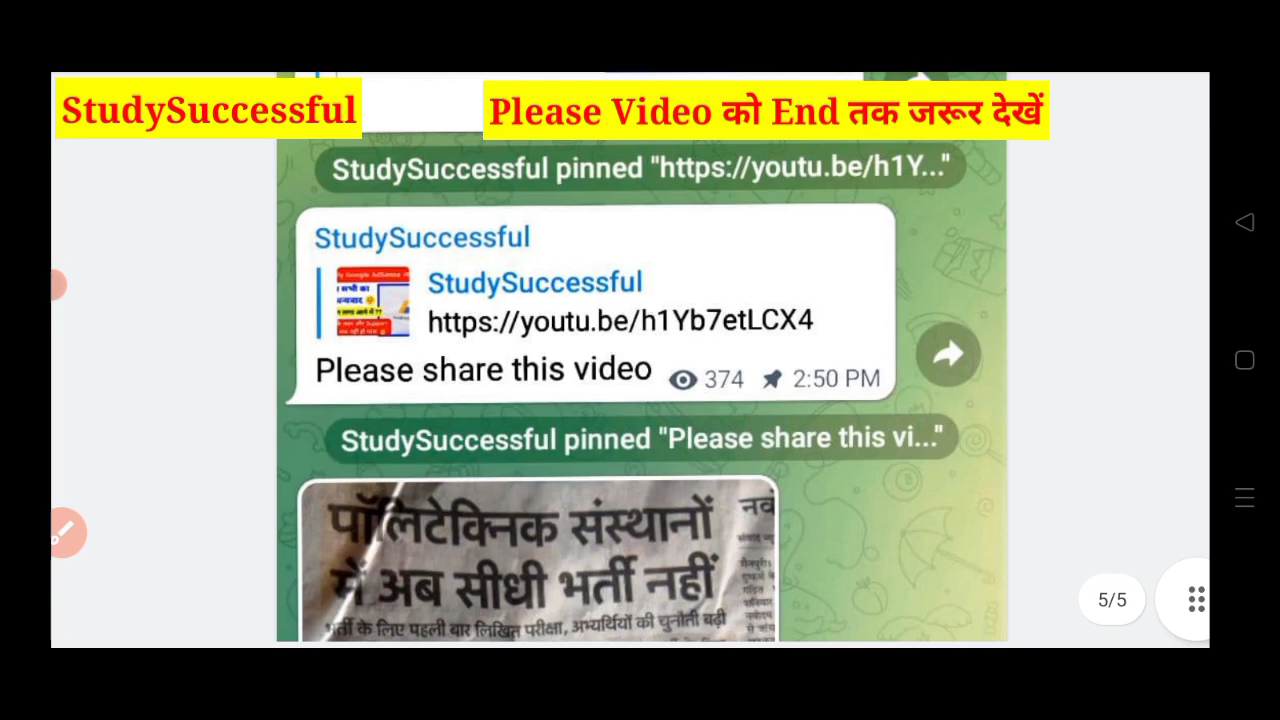 StudySuccessful
Please Video को End तक जरूर देखें
StudySuccessful pinned "https://youtu.be/h1Y..."
StudySuccessful
StudySuccessful
https://youtu.be/h1Yb7etLCX4
Please share this video 374 2:50 PM
StudySuccessful pinned "Please share this vi..."
पॉलिटेक्निक संस्थानों
में अब सीधी भर्ती नहीं
भर्ती के लिए पहली बार लिखित परीक्षा, अभ्यर्थियों की चुनौती बढ़ी
5/5